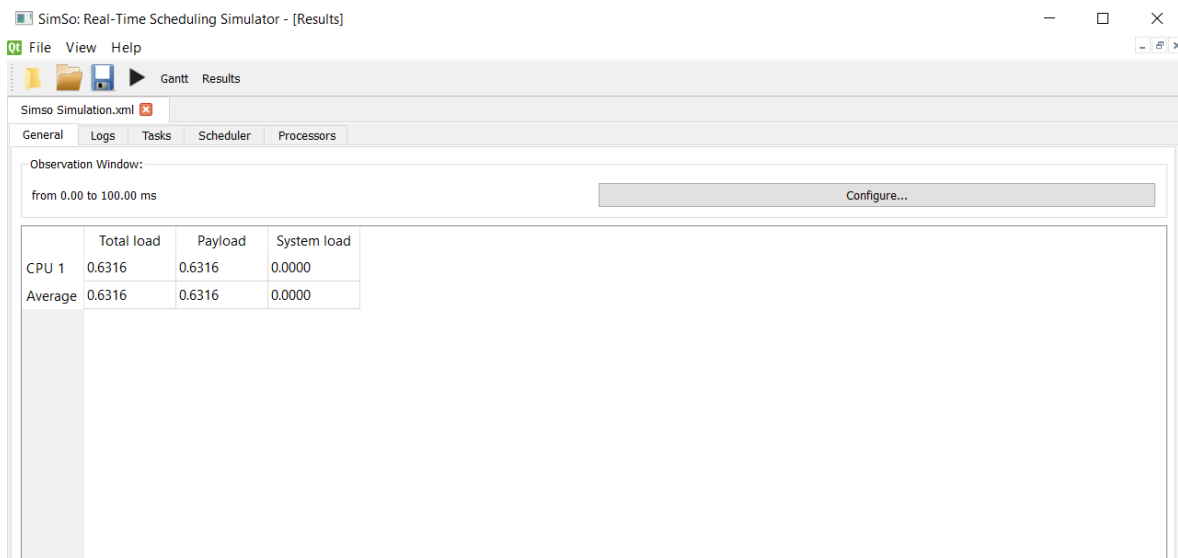 SimSo: Real-Time Scheduling Simulator - [Results]
Qt File View Help
Gantt Results
Simso Simulation.xml
General Logs Tasks Scheduler Processors
Observation Window:
from 0.00 to 100.00 ms Configure...
Total load Payload System load
CPU 1 0.6316 0.6316 0.0000
Average 0.6316 0.6316 0.0000